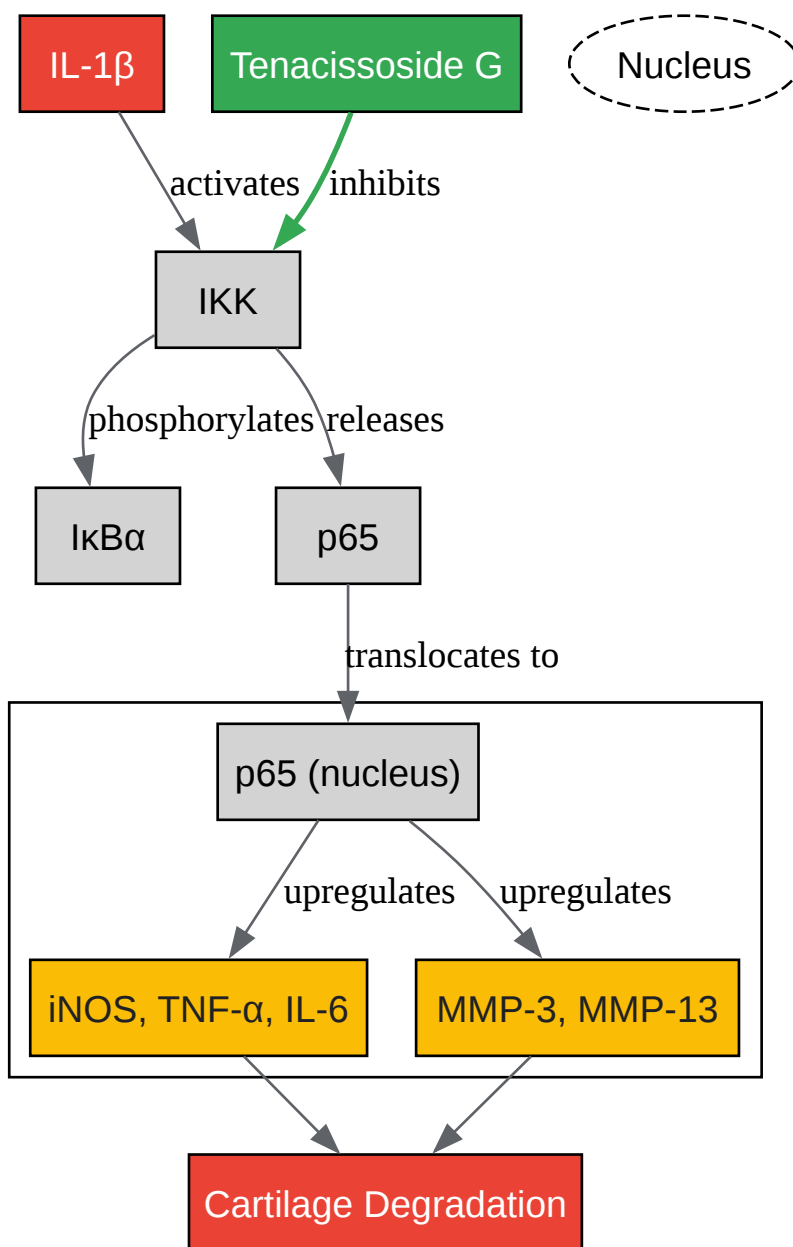 IL-1β
Tenacissoside G
Nucleus
activates
inhibits
IKK
phosphorylates
releases
IκBα
p65
translocates to
p65 (nucleus)
upregulates
upregulates
iNOS, TNF-α, IL-6
MMP-3, MMP-13
Cartilage Degradation